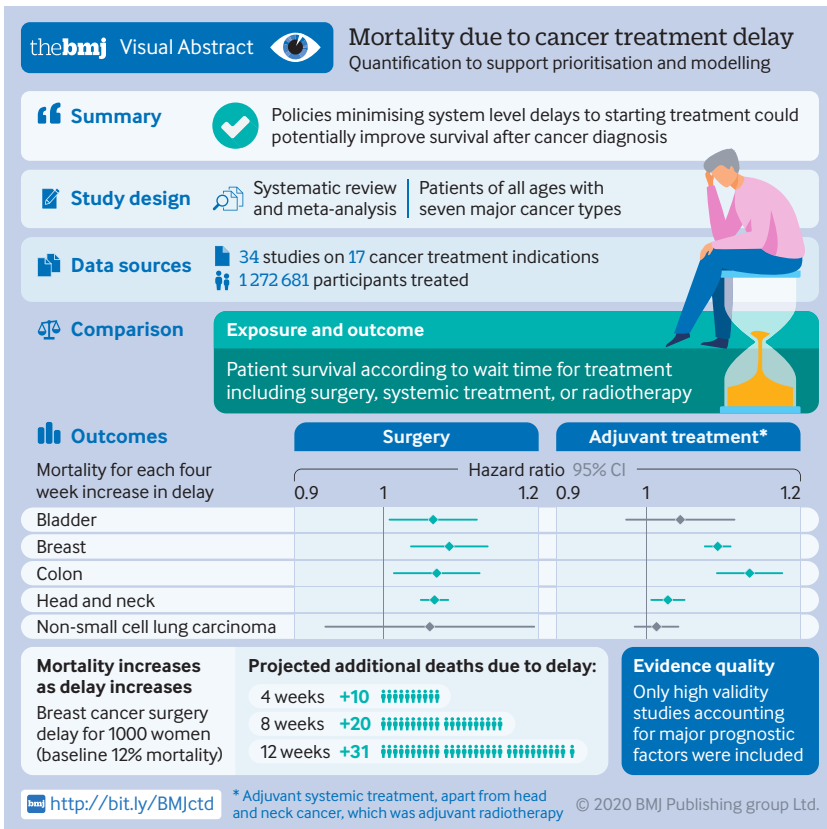 thebmj Visual Abstract
Mortality due to cancer treatment delay
Quantification to support prioritisation and modelling
Summary
Policies minimising system level delays to starting treatment could
potentially improve survival after cancer diagnosis
Study design
Systematic review
and meta-analysis
Patients of all ages with
seven major cancer types
Data sources
34 studies on 17 cancer treatment indications
1 272 681 participants treated
Comparison
Exposure and outcome
Patient survival according to wait time for treatment
including surgery, systemic treatment, or radiotherapy
Outcomes
Surgery
Adjuvant treatment*
Mortality for each four
week increase in delay
Hazard ratio 95% CI
0.9 1 1.2 0.9 1 1.2
Bladder
Breast
Colon
Head and neck
Non-small cell lung carcinoma
Mortality increases
as delay increases
Breast cancer surgery
delay for 1000 women
(baseline 12% mortality)
Projected additional deaths due to delay:
4 weeks +10
8 weeks +20
12 weeks +31
Evidence quality
Only high validity
studies accounting
for major prognostic
factors were included
bmj http://bit.ly/BMJctd
* Adjuvant systemic treatment, apart from head
and neck cancer, which was adjuvant radiotherapy
© 2020 BMJ Publishing group Ltd.